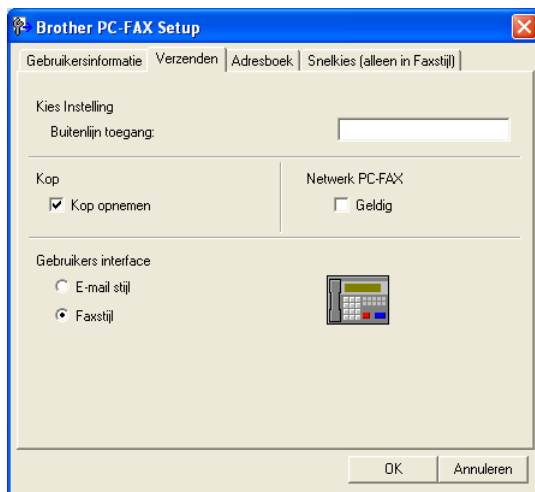 Brother PC-FAX Setup
Gebruikersinformatie Verzenden Adresboek Snelkies (alleen in Faxstijl)
Kies Instelling
Buitenlijn toegang:
Kop Netwerk PC-FAX
Kop opnemen Geldig
Gebruikers interface
E-mail stijl
Faxstijl
OK Annuleren